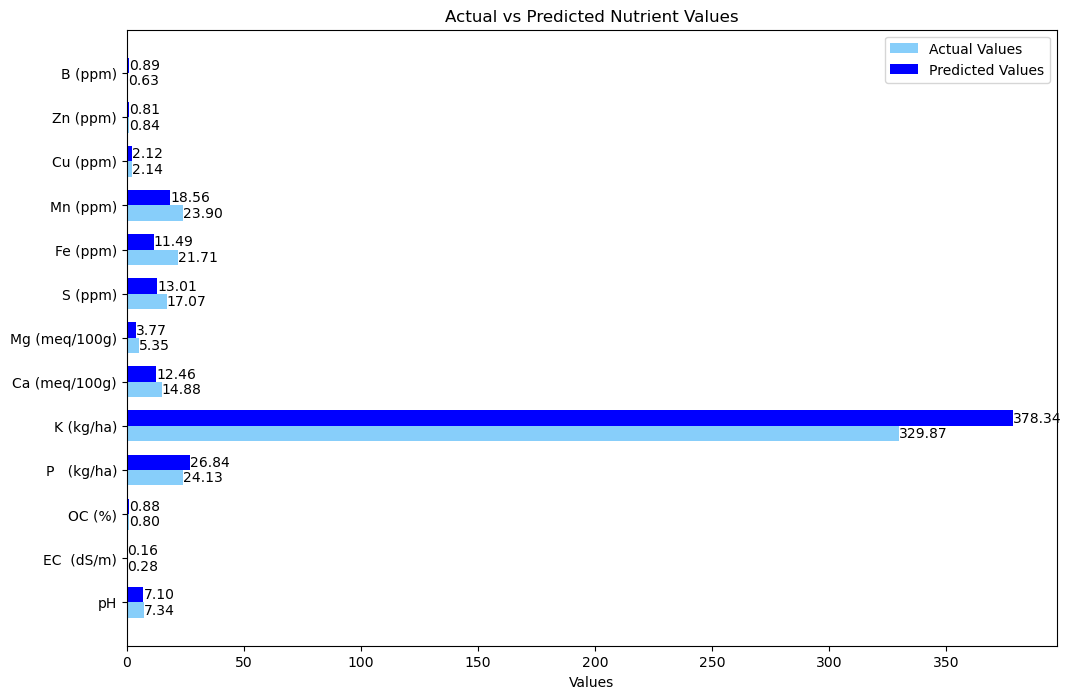 Actual vs Predicted Nutrient Values
Actual Values
Predicted Values
B (ppm)
0.89
0.63
Zn (ppm)
0.81
0.84
Cu (ppm)
2.12
2.14
Mn (ppm)
18.56
23.90
Fe (ppm)
11.49
21.71
S (ppm)
13.01
17.07
Mg (meq/100g)
3.77
5.35
Ca (meq/100g)
12.46
14.88
K (kg/ha)
378.34
329.87
P   (kg/ha)
26.84
24.13
OC (%)
0.88
0.80
EC  (dS/m)
0.16
0.28
pH
7.10
7.34
0 50 100 150 200 250 300 350
Values